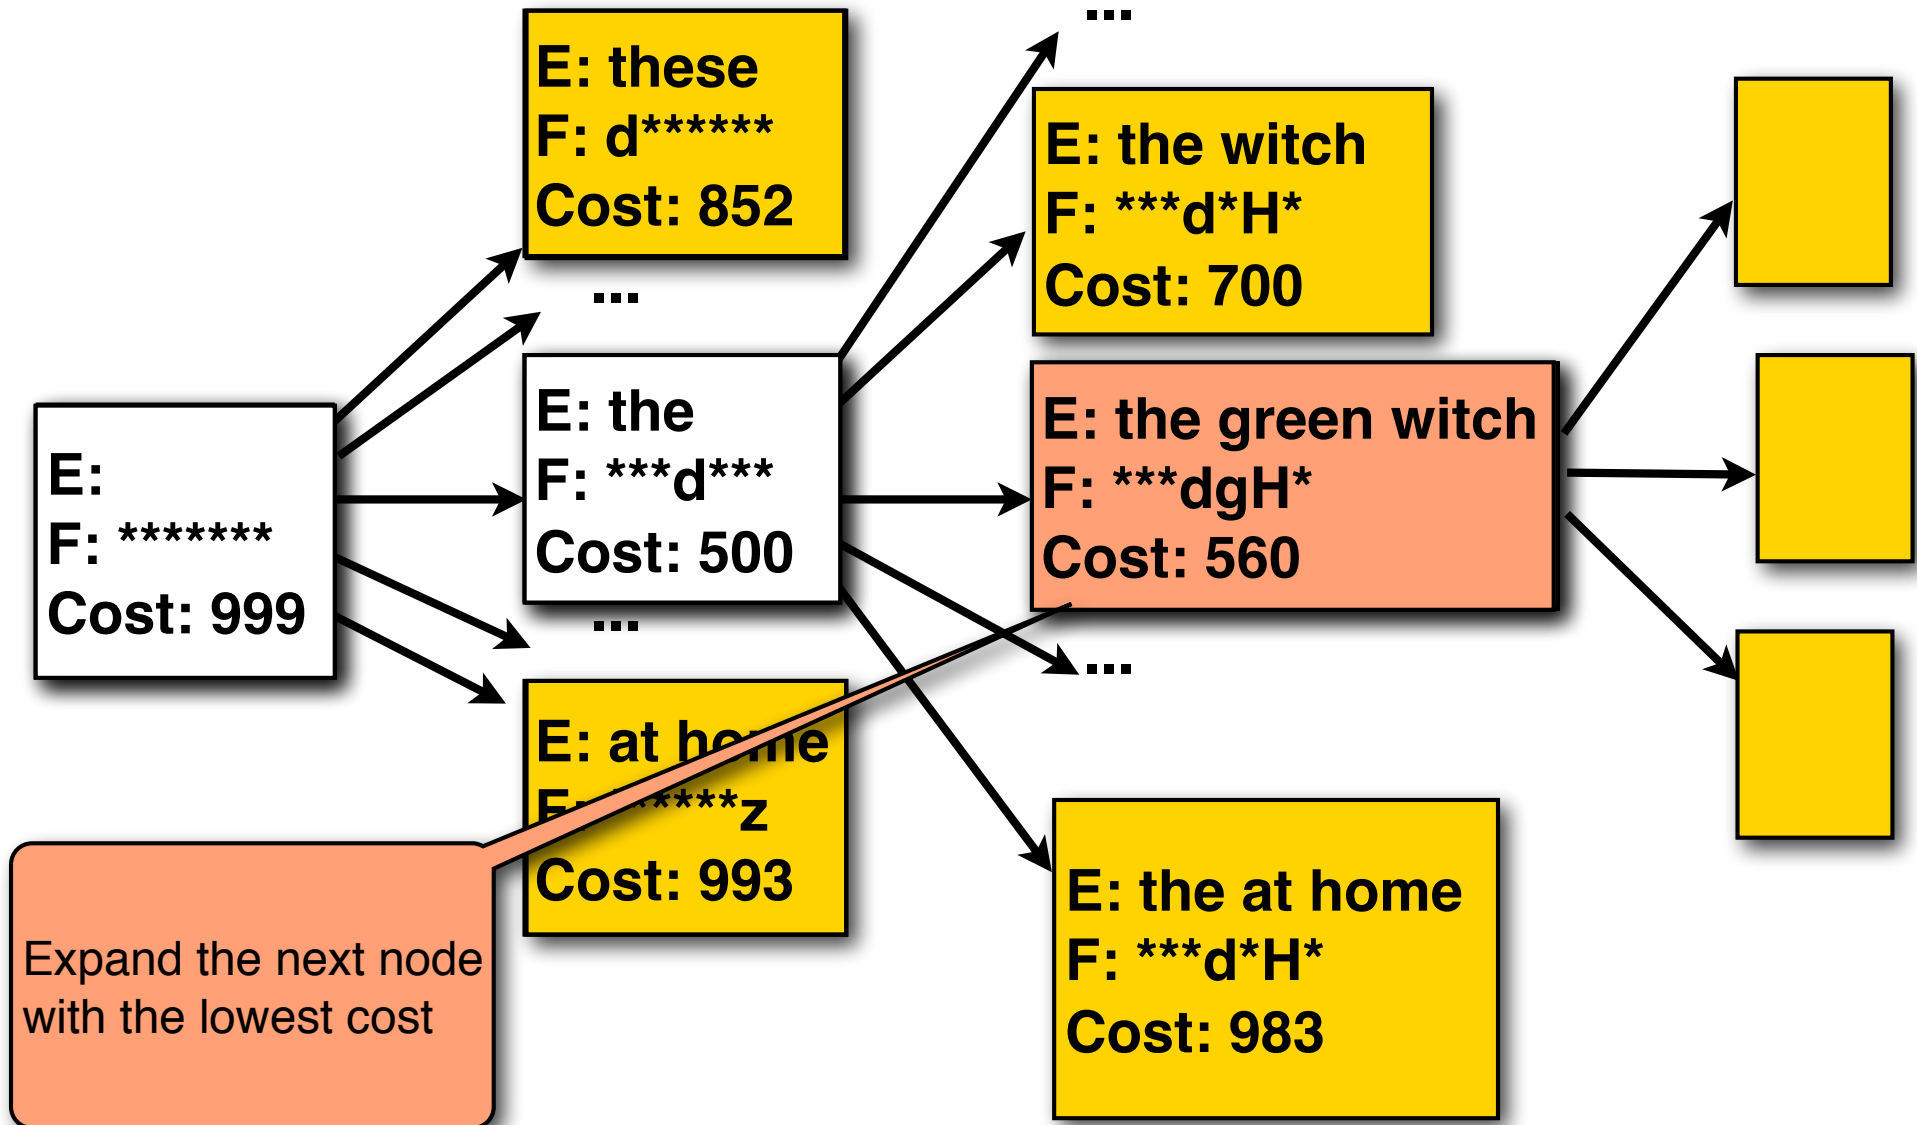 ...
E: these
F: d******
Cost: 852
...
E: the witch
F: ***d*H*
Cost: 700
E:
F: *******
Cost: 999
E: the
F: ***d***
Cost: 500
...
E: the green witch
F: ***dgH*
Cost: 560
...
E: at home
z
Cost: 993
E: the at home
F: ***d*H*
Cost: 983
Expand the next node
with the lowest cost